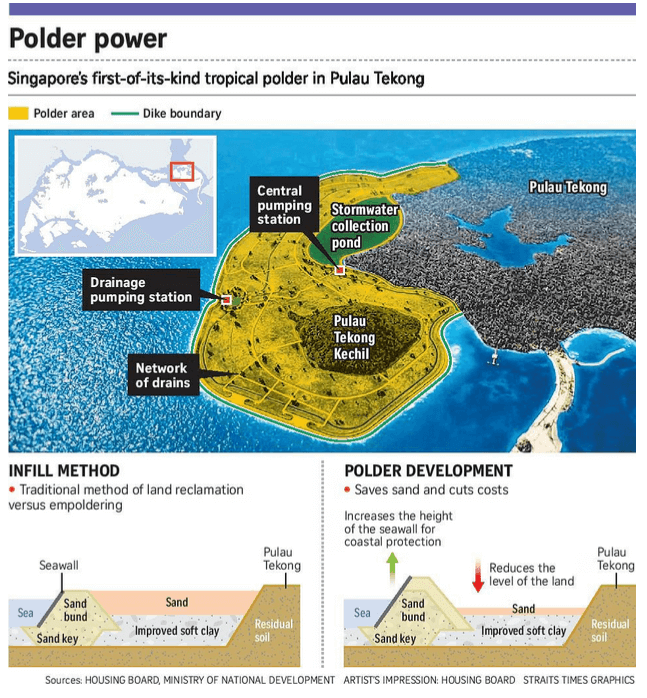 Polder power
Singapore's first-of-its-kind tropical polder in Pulau Tekong
Polder area
Dike boundary
Pulau Tekong
Central
pumping
station
Stormwater
collection
pond
Drainage
pumping station
Pulau
Tekong
Kechil
Network
of drains
INFILL METHOD
• Traditional method of land reclamation
versus empoldering
Seawall
Pulau
Tekong
Sea
Sand
bund
Sand
Sand key
Improved soft clay
Residual
soil
POLDER DEVELOPMENT
• Saves sand and cuts costs
Increases the height
of the seawall for
coastal protection
Reduces the
level of the land
Pulau
Tekong
Sea
Sand
bund
Sand
Sand key
Improved soft clay
Residual
soil
Sources: HOUSING BOARD, MINISTRY OF NATIONAL DEVELOPMENT ARTIST'S IMPRESSION: HOUSING BOARD STRAITS TIMES GRAPHICS